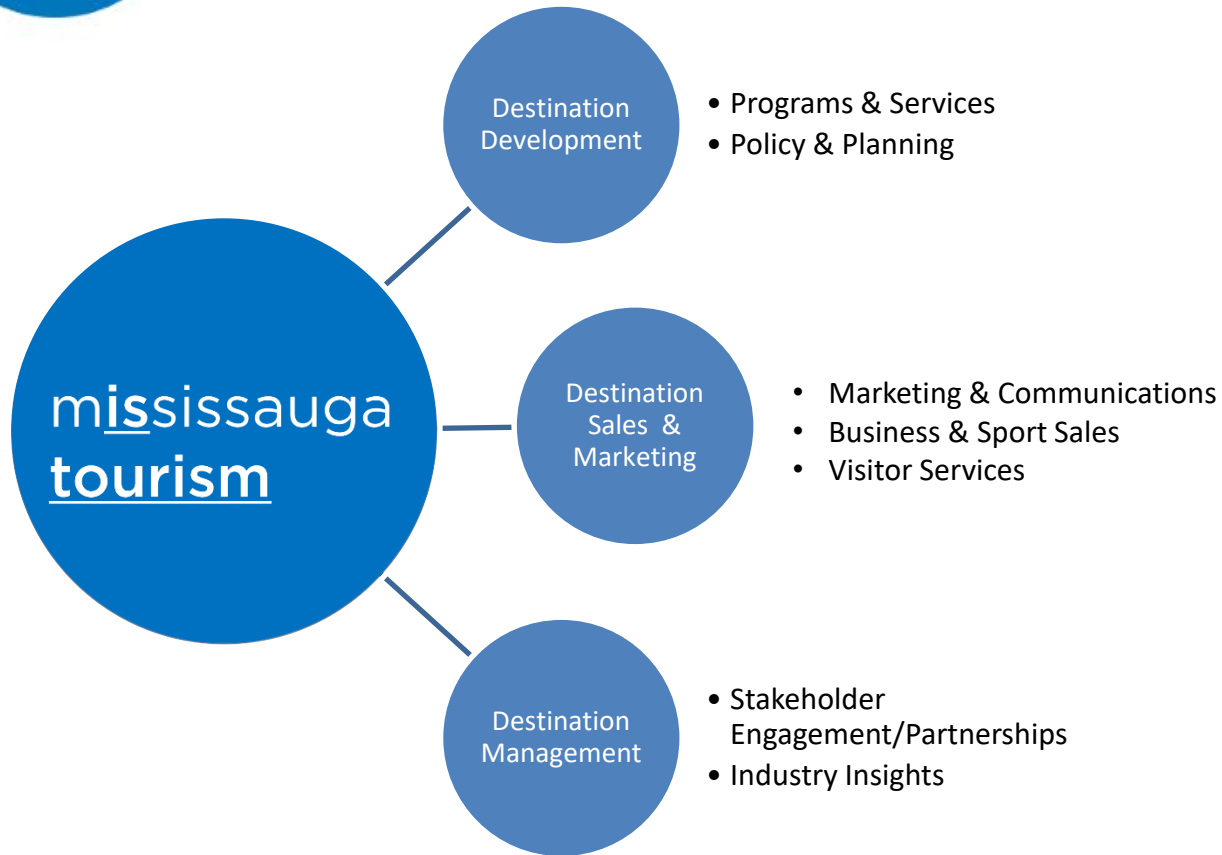 Destination
Development
• Programs & Services
• Policy & Planning
mississauga
tourism
Destination
Sales &
Marketing
• Marketing & Communications
• Business & Sport Sales
• Visitor Services
Destination
Management
• Stakeholder
Engagement/Partnerships
• Industry Insights